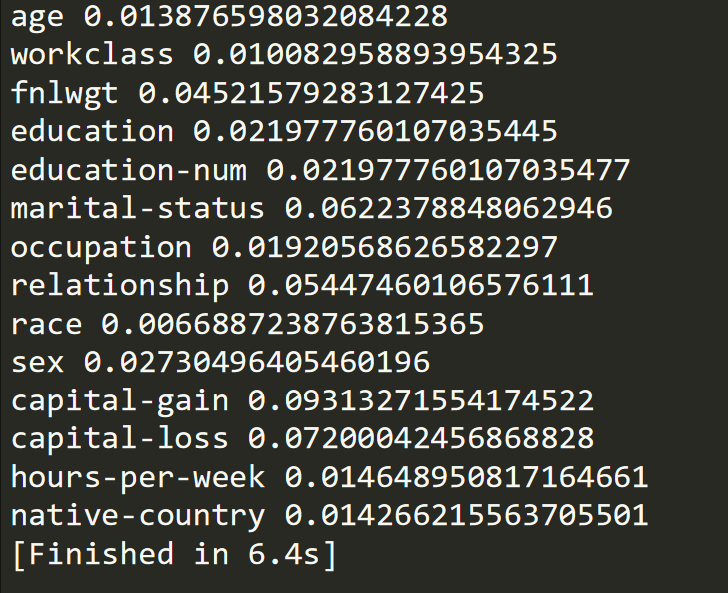 age 0.013876598032084228
workclass 0.010082958893954325
fnlwgt 0.04521579283127425
education 0.021977760107035445
education-num 0.021977760107035477
marital-status 0.0622378848062946
occupation 0.01920568626582297
relationship 0.05447460106576111
race 0.0066887238763815365
sex 0.02730496405460196
capital-gain 0.09313271554174522
capital-loss 0.07200042456868828
hours-per-week 0.014648950817164661
native-country 0.014266215563705501
[Finished in 6.4s]